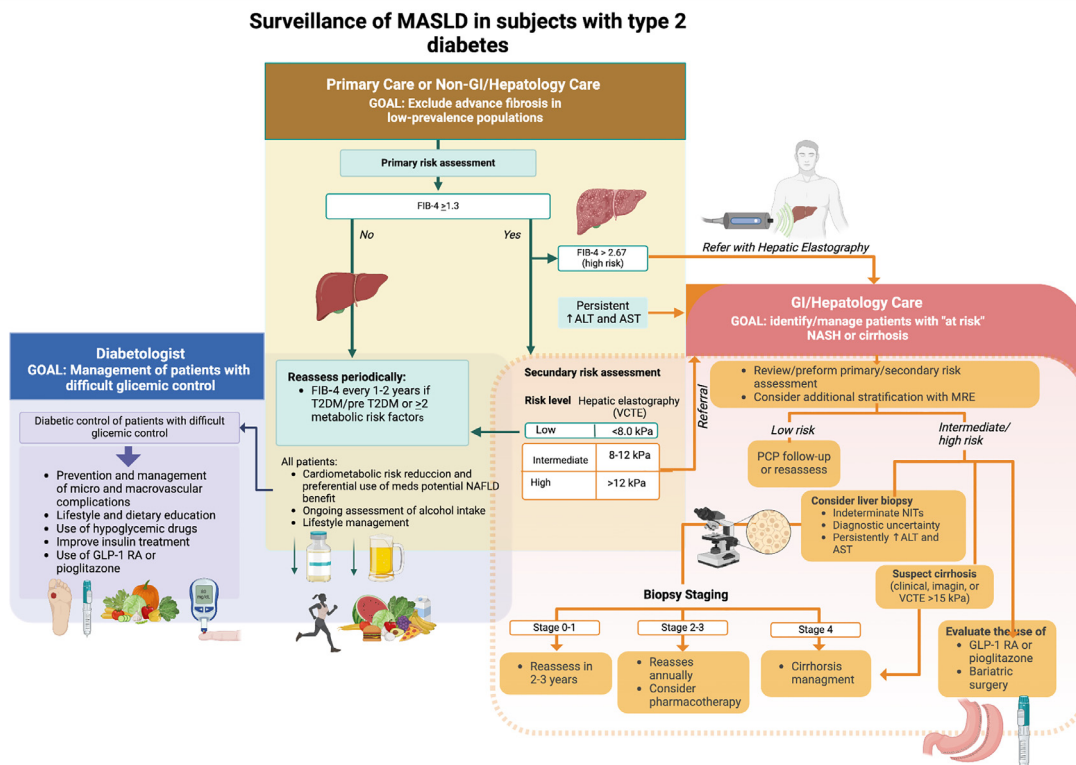 Surveillance of MASLD in subjects with type 2
diabetes
Primary Care or Non-GI/Hepatology Care
GOAL: Exclude advance fibrosis in
low-prevalence populations
Primary risk assessment
FIB-4 ≥1.3
No
Yes
FIB-4 > 2.67
(high risk)
Refer with Hepatic Elastography
Persistent
↑ALT and AST
GI/Hepatology Care
GOAL: identify/manage patients with "at risk"
NASH or cirrhosis
Diabetologist
GOAL: Management of patients with
difficult glicemic control
Diabetic control of patients with difficult
glicemic control
• Prevention and management
of micro and macrovascular
complications
• Lifestyle and dietary education
• Use of hypoglycemic drugs
• Improve insulin treatment
• Use of GLP-1 RA or
pioglitazone
Reassess periodically:
• FIB-4 every 1-2 years if
T2DM/pre T2DM or ≥2
metabolic risk factors
All patients:
• Cardiometabolic risk reduccion and
preferential use of meds potential NAFLD
benefit
• Ongoing assessment of alcohol intake
• Lifestyle management
Secondary risk assessment
Risk level Hepatic elastography
(VCTE)
Low <8.0 kPa
Intermediate 8-12 kPa
High >12 kPa
Referral
• Review/preform primary/secondary risk
assessment
• Consider additional stratification with MRE
Low risk
Intermediate/
high risk
PCP follow-up
or resassess
Consider liver biopsy
• Indeterminate NITs
• Diagnostic uncertainty
• Persistently ↑ALT and
AST
Suspect cirrhosis
(clinical, imagin, or
VCTE >15 kPa)
Biopsy Staging
Stage 0-1
Stage 2-3
Stage 4
• Reassess in
2-3 years
• Reasses
annually
• Consider
pharmacotherapy
• Cirrhorsis
managment
Evaluate the use of
• GLP-1 RA or
pioglitazone
• Bariatric
surgery